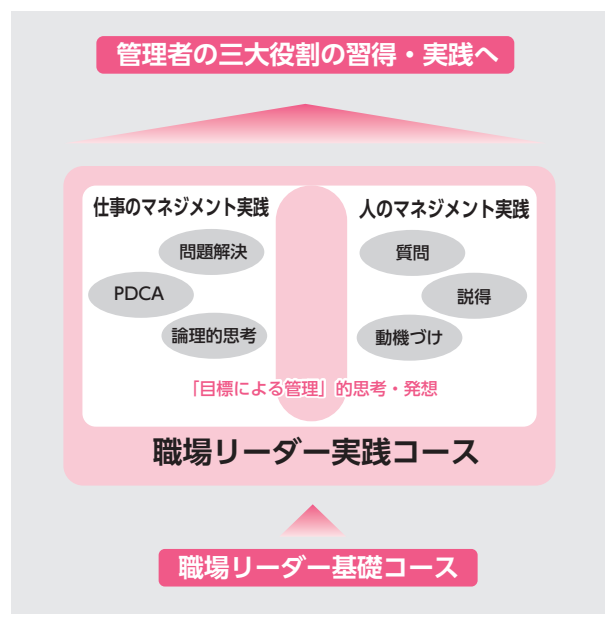 管理者の三大役割の習得・実践へ
仕事のマネジメント実践
問題解決
PDCA
論理的思考
人のマネジメント実践
質問
説得
動機づけ
「目標による管理」的思考・発想
職場リーダー実践コース
職場リーダー基礎コース